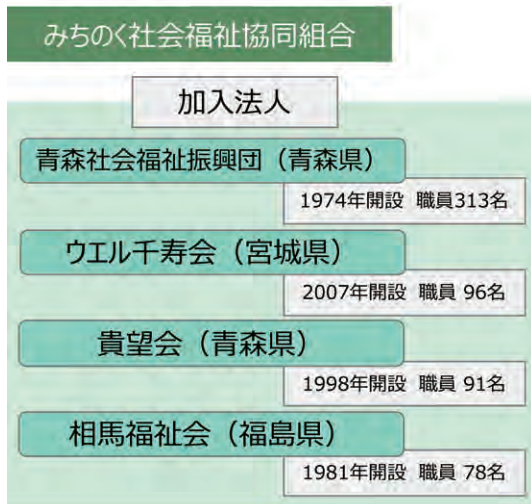 みちのく社会福祉協同組合
加入法人
青森社会福祉振興団（青森県）
1974年開設 職員313名
ウエル千寿会（宮城県）
2007年開設 職員 96名
貴望会（青森県）
1998年開設 職員 91名
相馬福祉会（福島県）
1981年開設 職員 78名